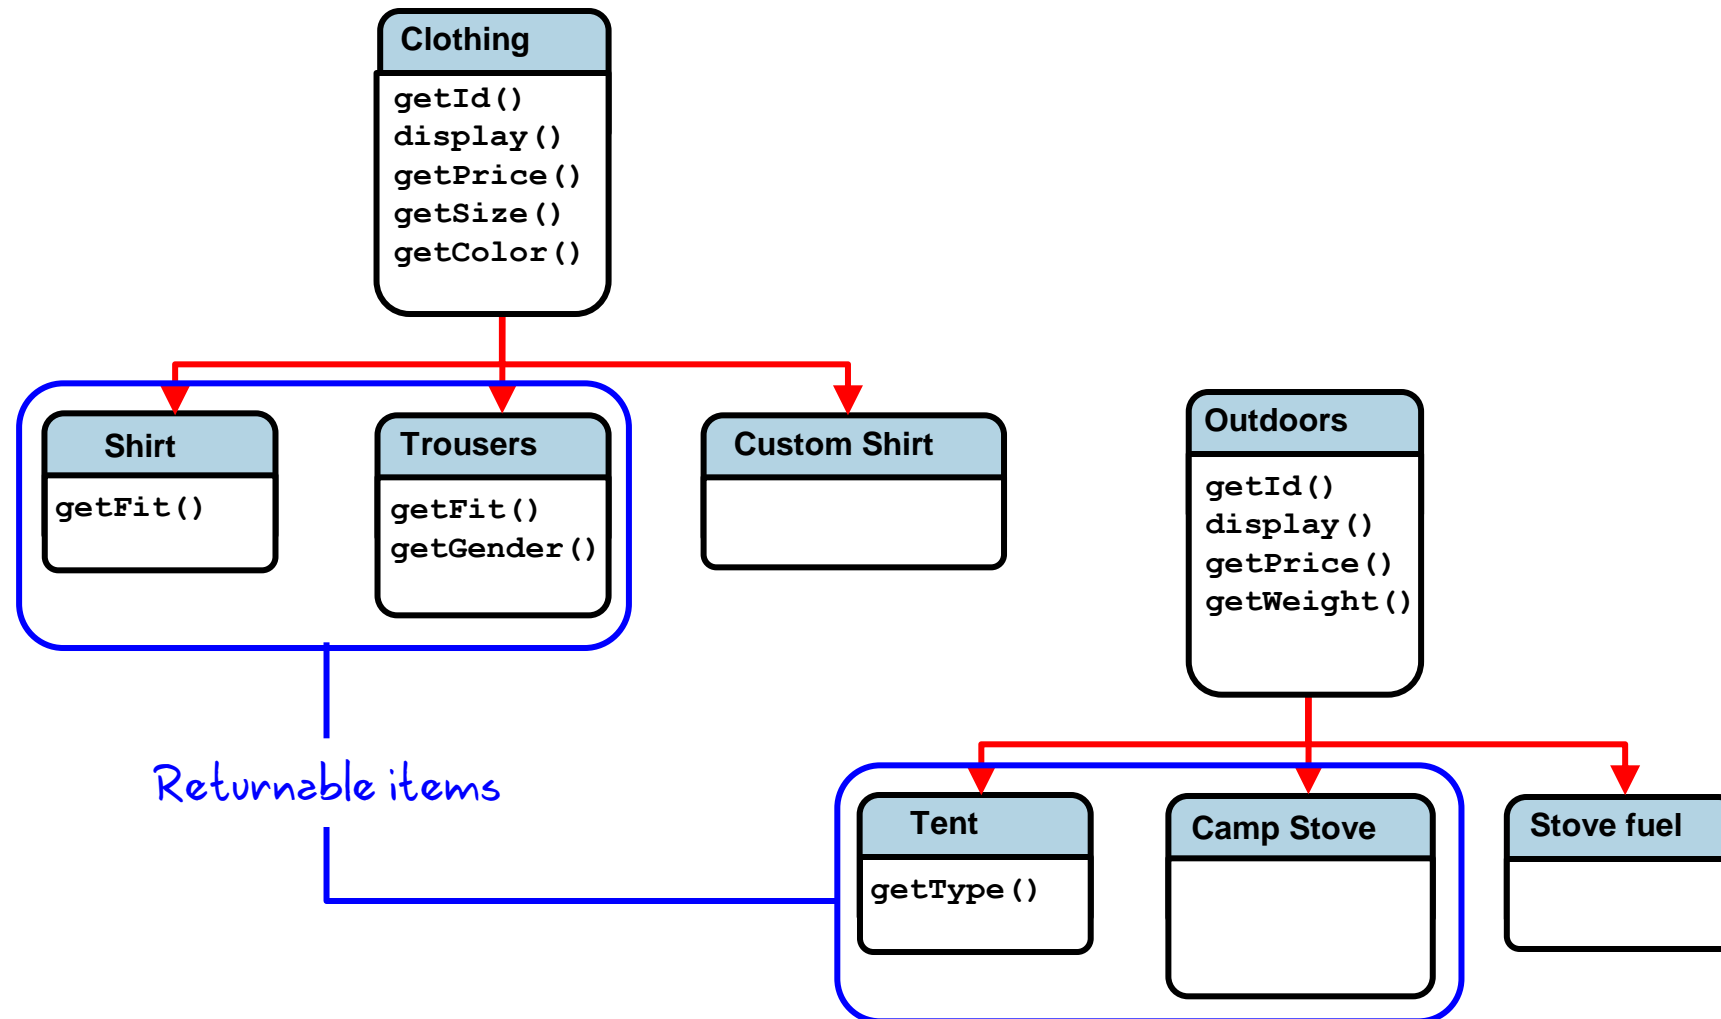 Clothing
getId()
display()
getPrice()
getSize()
getColor()
Shirt
getFit()
Trousers
getFit()
getGender()
Custom Shirt
Outdoors
getId()
display()
getPrice()
getWeight()
Returnable items
Tent
getType()
Camp Stove
Stove fuel